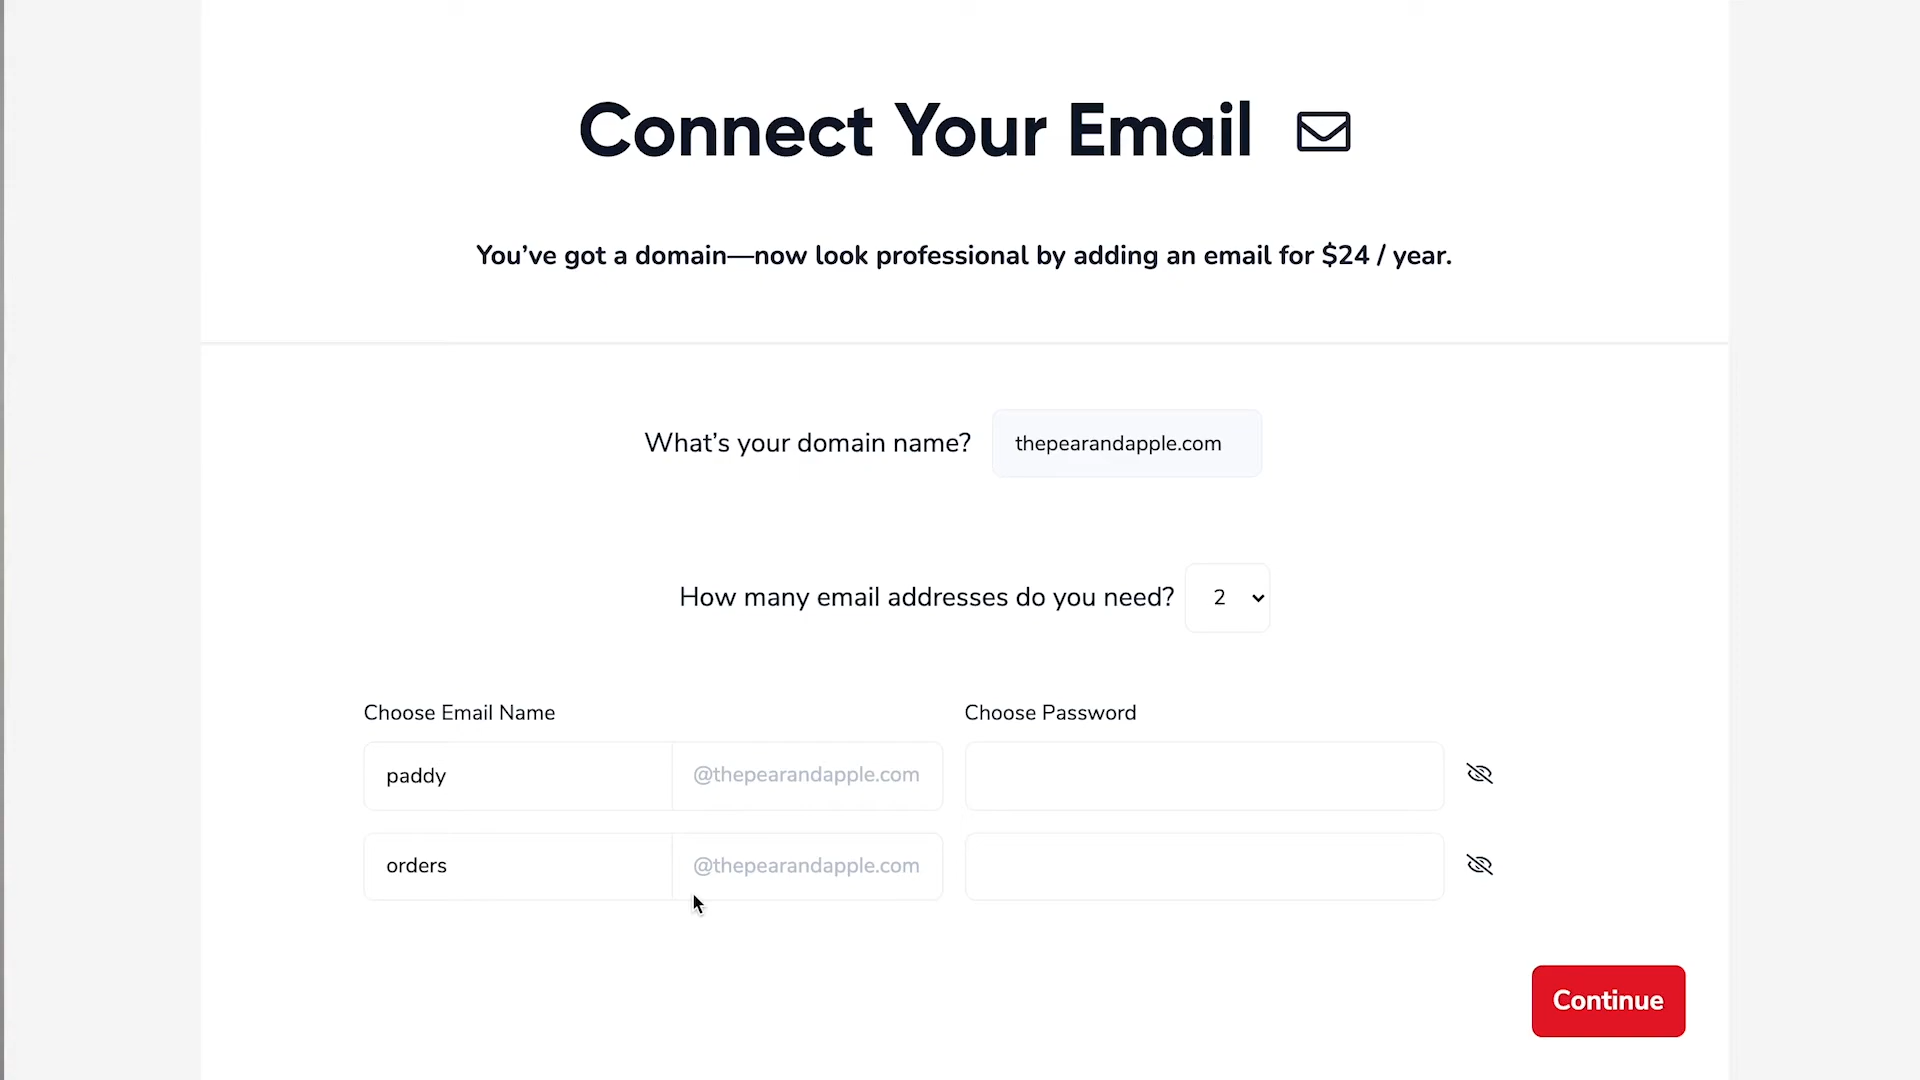 Connect Your Email
You’ve got a domain—now look professional by adding an email for $24 / year.
What’s your domain name? thepearandapple.com
How many email addresses do you need? 2
Choose Email Name Choose Password
paddy @thepearandapple.com
orders @thepearandapple.com
Continue